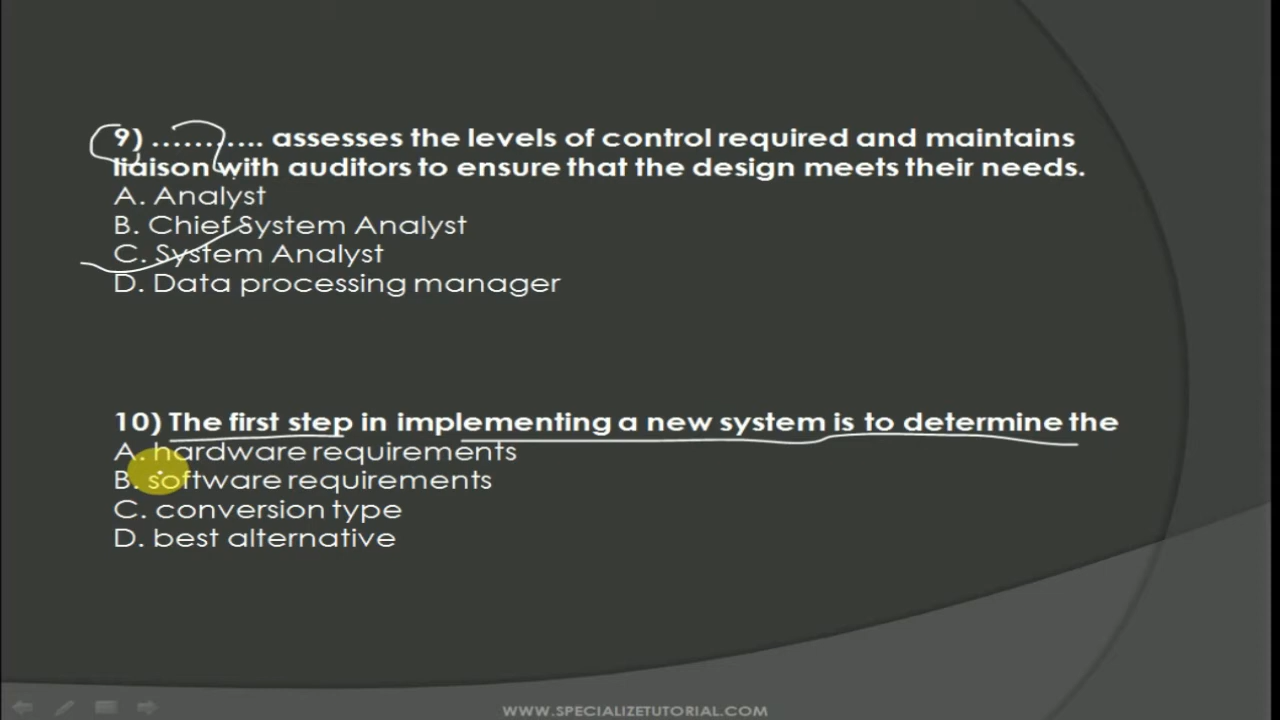 9) ........... assesses the levels of control required and maintains
liaison with auditors to ensure that the design meets their needs.
A. Analyst
B. Chief System Analyst
C. System Analyst
D. Data processing manager
10) The first step in implementing a new system is to determine the
A. hardware requirements
B. software requirements
C. conversion type
D. best alternative
WWW.SPECIALIZETUTORIAL.COM